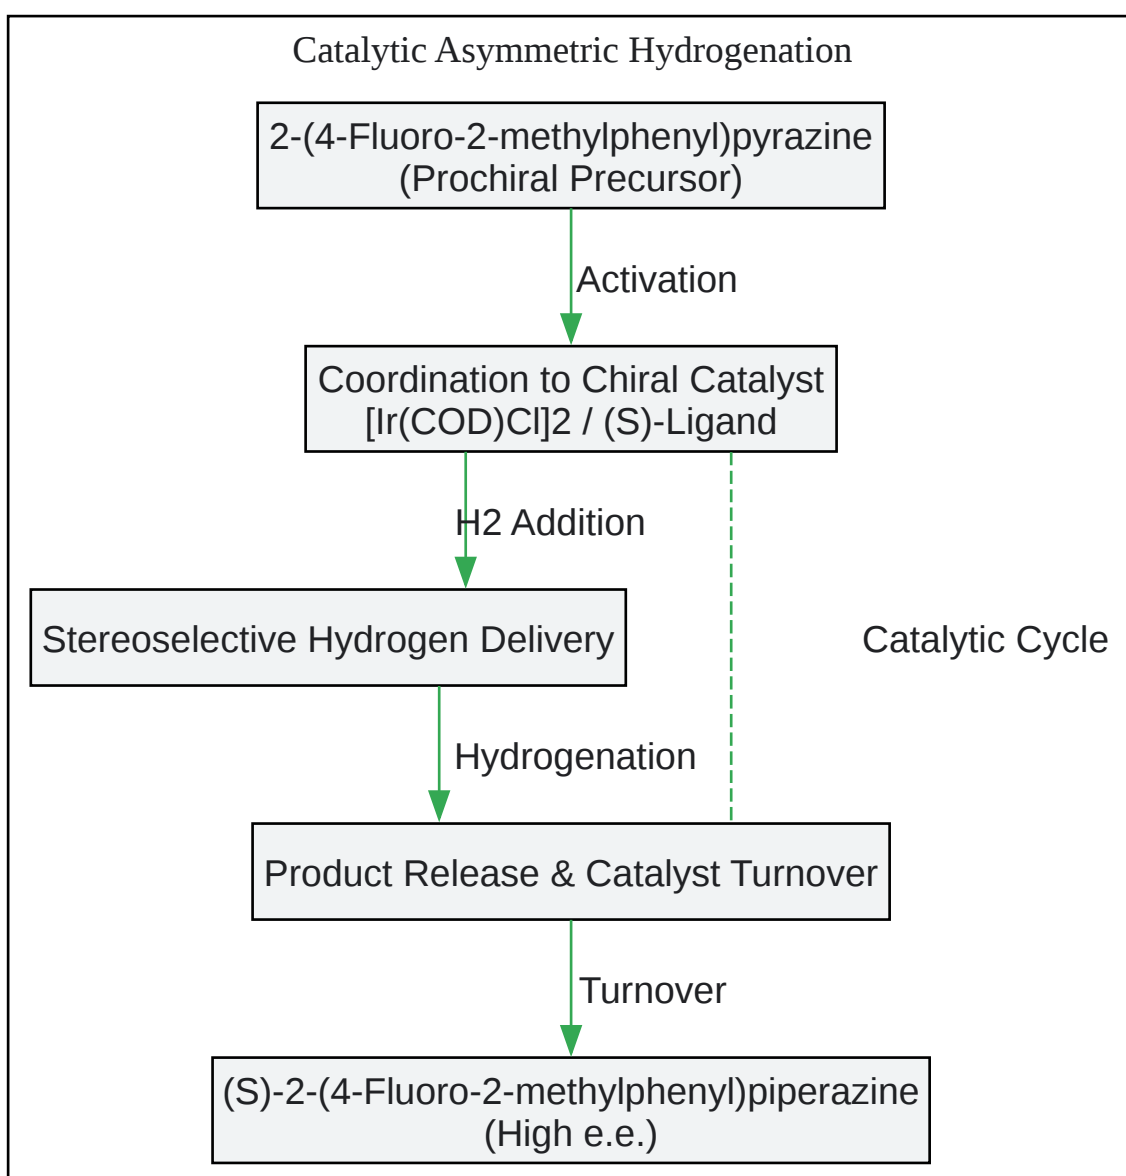 Catalytic Asymmetric Hydrogenation
2-(4-Fluoro-2-methylphenyl)pyrazine
(Prochiral Precursor)
Activation
Coordination to Chiral Catalyst
[Ir(COD)Cl]2 / (S)-Ligand
H2 Addition
Stereoselective Hydrogen Delivery
Catalytic Cycle
Hydrogenation
Product Release & Catalyst Turnover
Turnover
(S)-2-(4-Fluoro-2-methylphenyl)piperazine
(High e.e.)